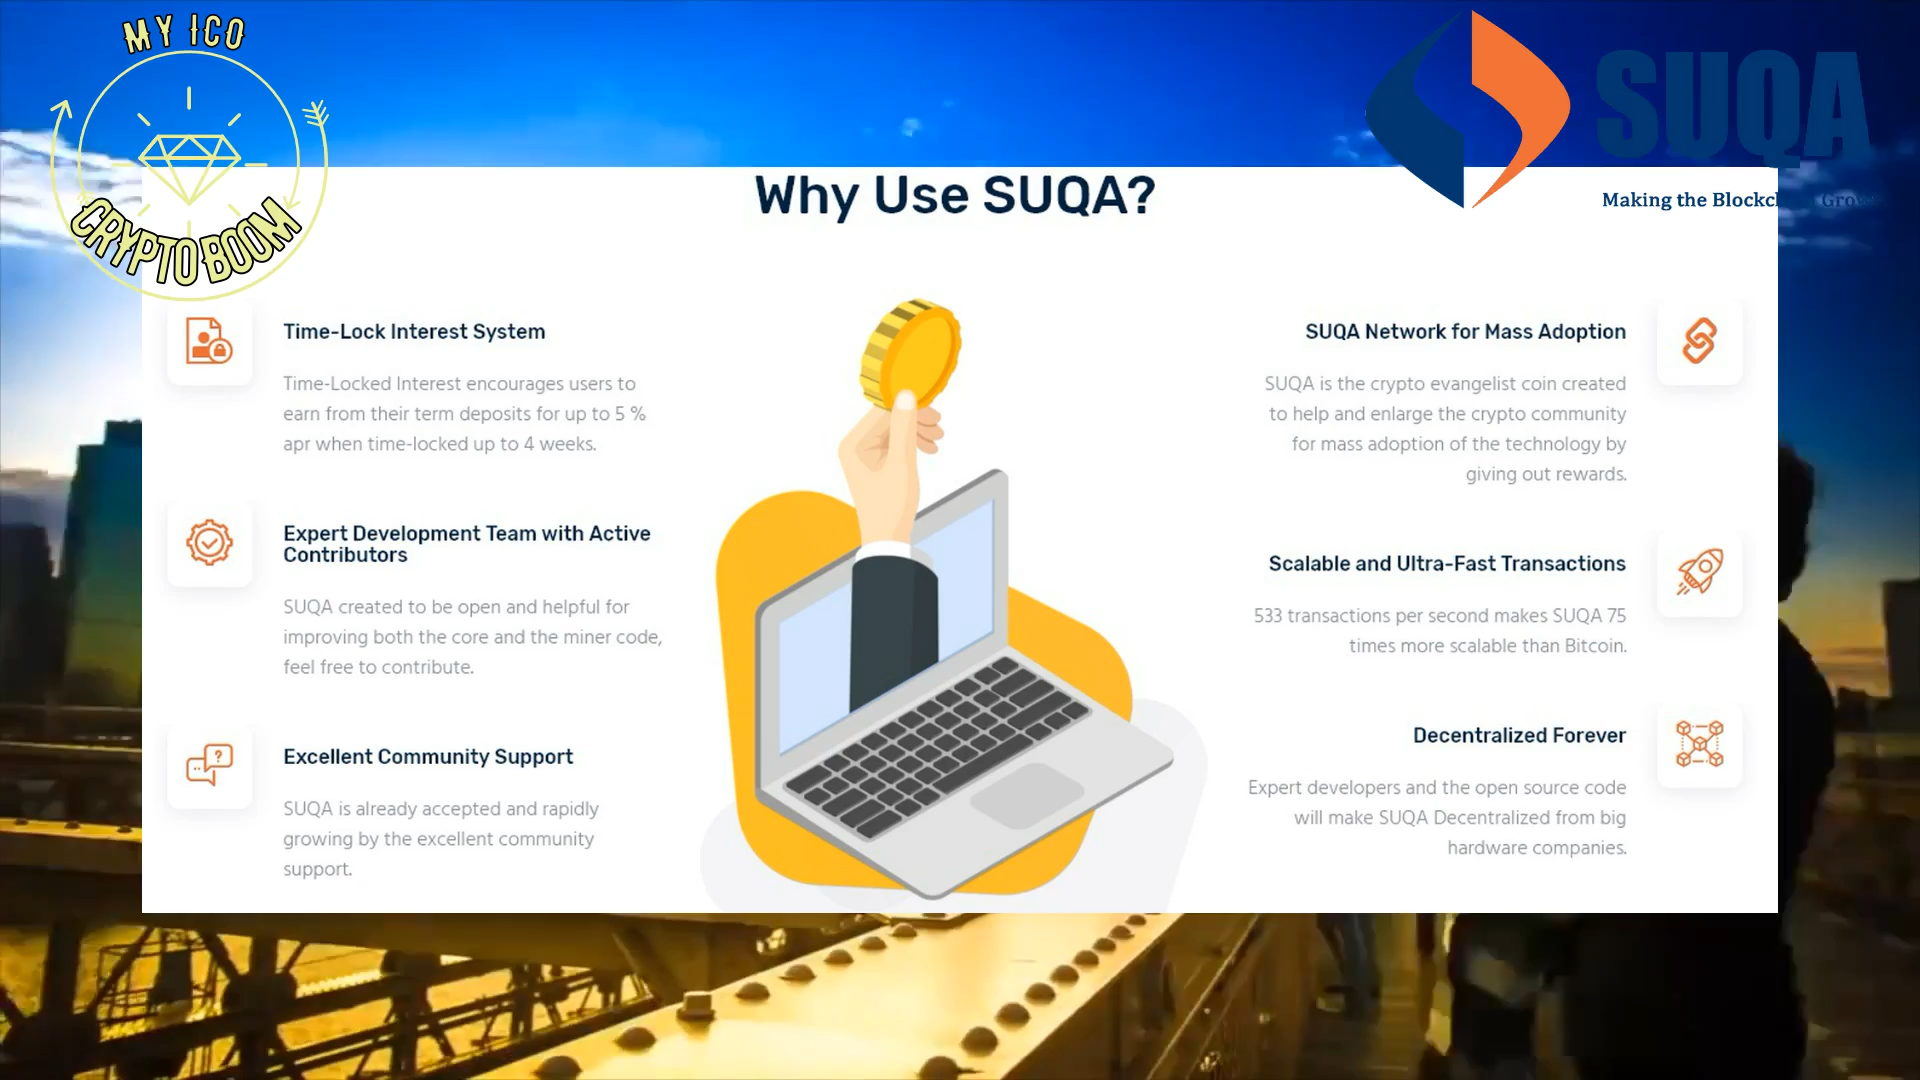 MY ICO
CRYPTO BOOM
SUQA
Making the Blockchain Grow
Why Use SUQA?
Time-Lock Interest System
Time-Locked Interest encourages users to
earn from their term deposits for up to 5 %
apr when time-locked up to 4 weeks.
Expert Development Team with Active
Contributors
SUQA created to be open and helpful for
improving both the core and the miner code,
feel free to contribute.
Excellent Community Support
SUQA is already accepted and rapidly
growing by the excellent community
support.
SUQA Network for Mass Adoption
SUQA is the crypto evangelist coin created
to help and enlarge the crypto community
for mass adoption of the technology by
giving out rewards.
Scalable and Ultra-Fast Transactions
533 transactions per second makes SUQA 75
times more scalable than Bitcoin.
Decentralized Forever
Expert developers and the open source code
will make SUQA Decentralized from big
hardware companies.